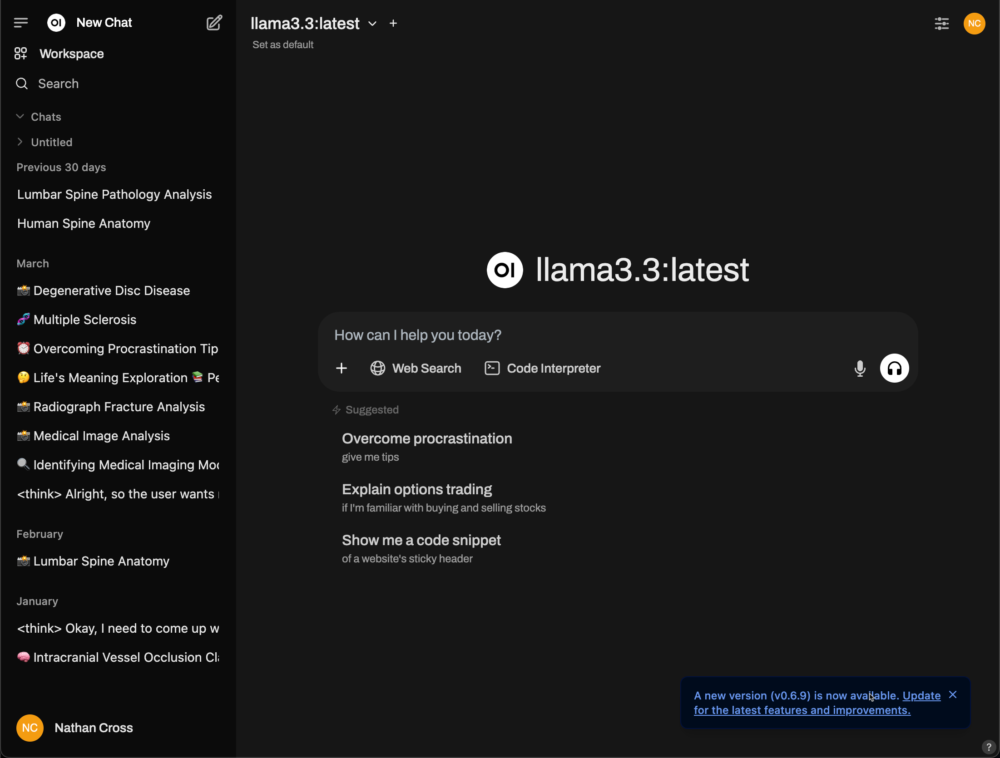 OI New Chat
Workspace
Search
Chats
Untitled
Previous 30 days
Lumbar Spine Pathology Analysis
Human Spine Anatomy
March
Degenerative Disc Disease
Multiple Sclerosis
Overcoming Procrastination Tip
Life's Meaning Exploration
Radiograph Fracture Analysis
Medical Image Analysis
Identifying Medical Imaging
<think> Alright, so the user wants
February
Lumbar Spine Anatomy
January
<think> Okay, I need to come up w
Intracranial Vessel Occlusion
NC Nathan Cross
llama3.3:latest
Set as default
NC
OI llama3.3:latest
How can I help you today?
Web Search Code Interpreter
Suggested
Overcome procrastination
give me tips
Explain options trading
if I'm familiar with buying and selling stocks
Show me a code snippet
of a website's sticky header
A new version (v0.6.9) is now available. Update
for the latest features and improvements.
?